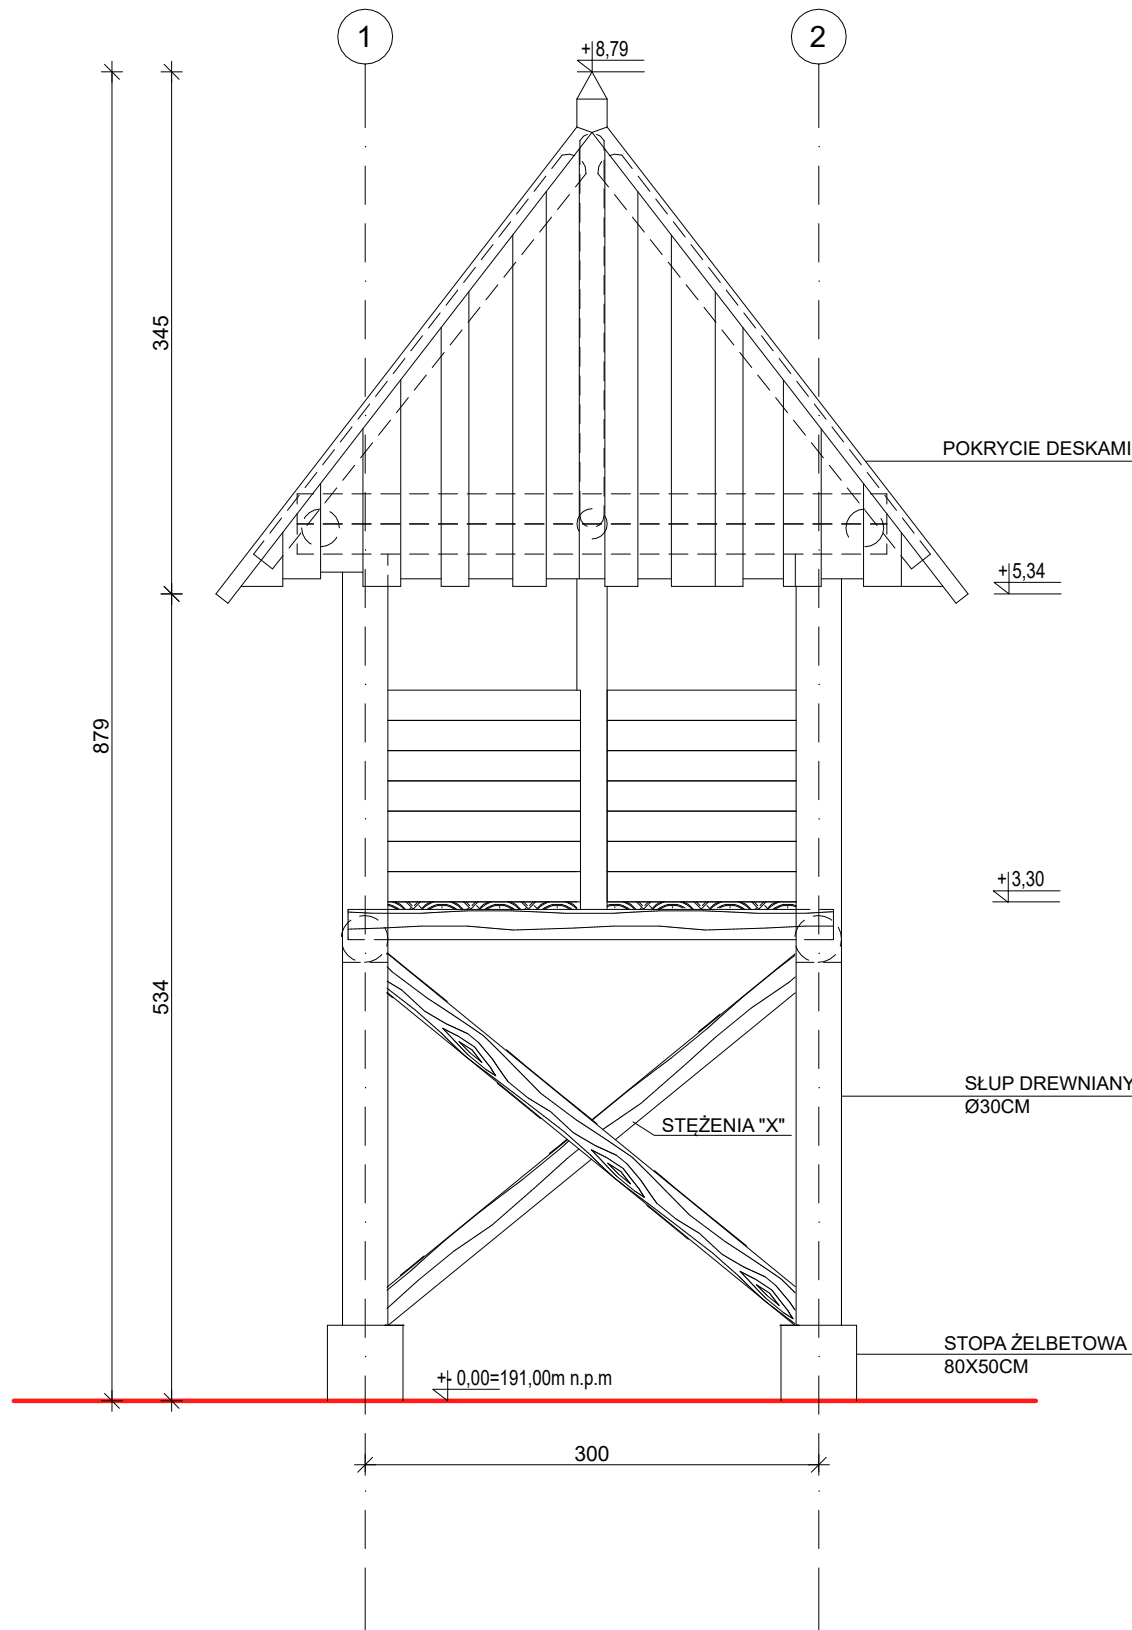 1
2
+8,79
345
POKRYCIE DESKAMI
+5,34
879
+3,30
534
SŁUP DREWNIANY
Ø30CM
STĘŻENIA "X"
STOPA ŻELBETOWA
80X50CM
+- 0,00=191,00m n.p.m
300